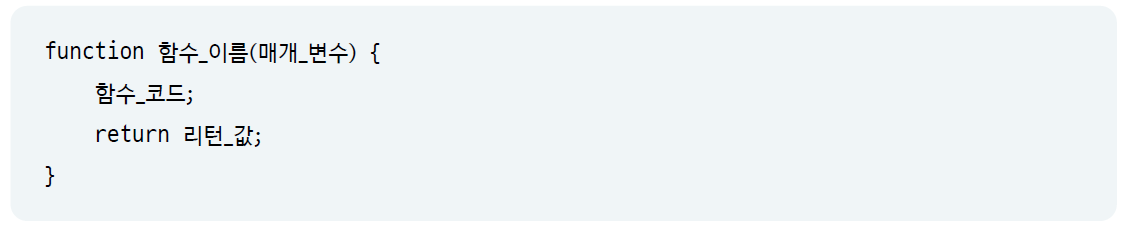 function 함수_이름(매개_변수) {
    함수_코드;
    return 리턴_값;
}